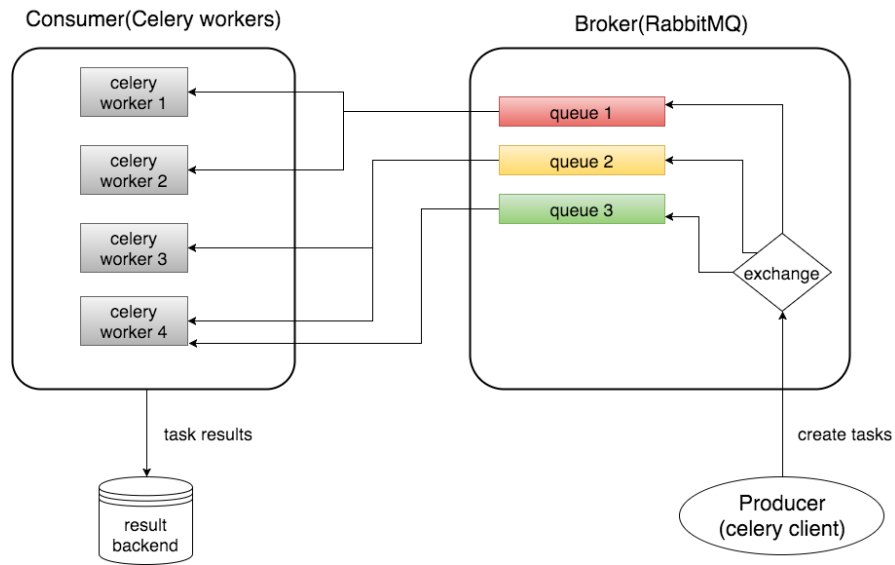 Consumer(Celery workers)
Broker(RabbitMQ)
celery
worker 1
celery
worker 2
celery
worker 3
celery
worker 4
queue 1
queue 2
queue 3
exchange
task results
create tasks
result
backend
Producer
(celery client)